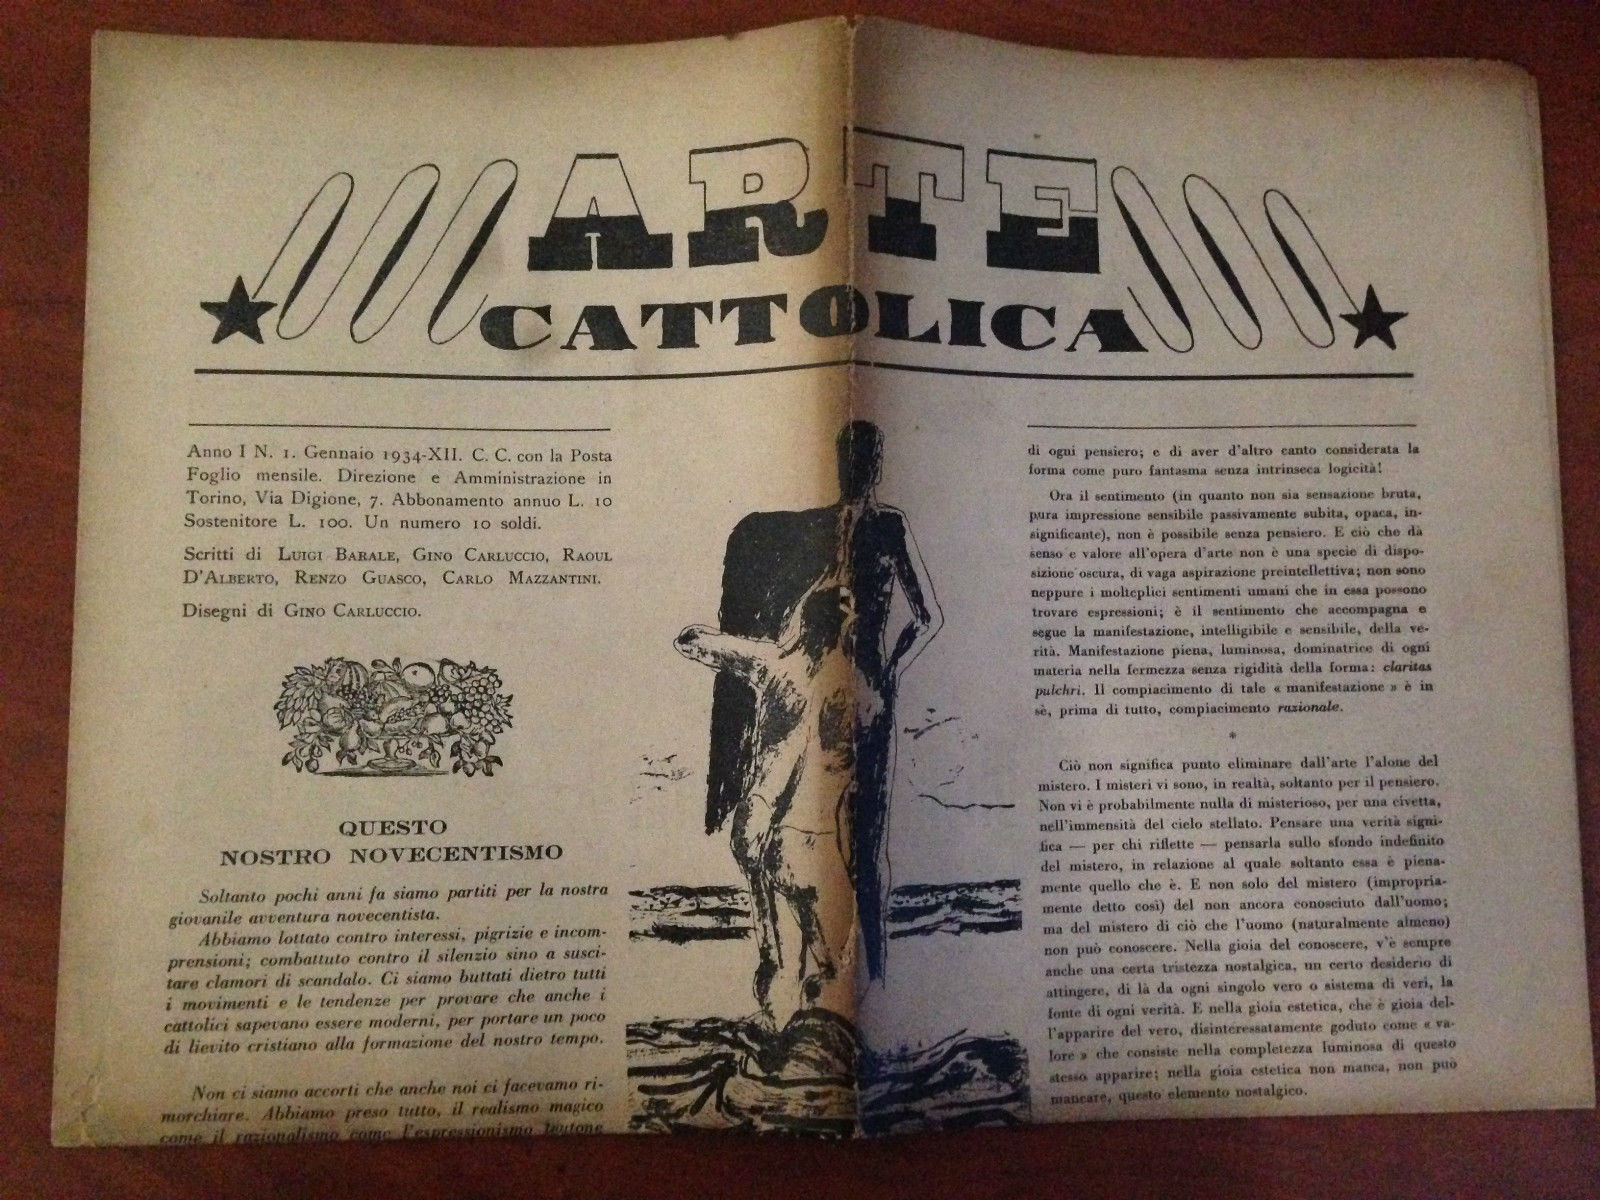 ARTE
CATTOLICA
Anno I N. 1. Gennaio 1934-XII. C. C. con la Posta
Foglio mensile. Direzione e Amministrazione in
Torino, Via Digione, 7. Abbonamento annuo L. 10
Sostenitore L. 100. Un numero 10 soldi.
Scritti di LUIGI BARALE, GINO CARLUCCIO, RAOUL
D'ALBERTO, RENZO GUASCO, CARLO MAZZANTINI.
Disegni di GINO CARLUCCIO.
QUESTO
NOSTRO NOVECENTISMO
Soltanto pochi anni fa siamo partiti per la nostra
giovanile avventura novecentista.
Abbiamo lottato contro interessi, pigrizie e incom-
prensioni; combattuto contro il silenzio sino a susci-
tare clamori di scandalo. Ci siamo buttati dietro tutti
i movimenti e le tendenze per provare che anche i
cattolici sapevano essere moderni, per portare un poco
di lievito cristiano alla formazione del nostro tempo.
Non ci siamo accorti che anche noi ci facevamo ri-
morchiare. Abbiamo preso tutto, il realismo magico
come il razionalismo come l'espressionismo teutone
di ogni pensiero; e di aver d'altro canto considerata la
forma come puro fantasma senza intrinseca logicità!
Ora il sentimento (in quanto non sia sensazione bruta,
pura impressione sensibile passivamente subita, opaca, in-
significante), non è possibile senza pensiero. E ciò che dà
senso e valore all'opera d'arte non è una specie di dispo-
sizione oscura, di vaga aspirazione preintellettiva; non sono
neppure i molteplici sentimenti umani che in essa possono
trovare espressioni; è il sentimento che accompagna e
segue la manifestazione, intelligibile e sensibile, della ve-
rità. Manifestazione piena, luminosa, dominatrice di ogni
materia nella fermezza senza rigidità della forma: claritas
pulchri. Il compiacimento di tale « manifestazione » è in
sè, prima di tutto, compiacimento razionale.
*
Ciò non significa punto eliminare dall'arte l'alone del
mistero. I misteri vi sono, in realtà, soltanto per il pensiero.
Non vi è probabilmente nulla di misterioso, per una civetta,
nell'immensità del cielo stellato. Pensare una verità signi-
fica — per chi riflette — pensarla sullo sfondo indefinito
del mistero, in relazione al quale soltanto essa è piena-
mente quello che è. E non solo del mistero (impropria-
mente detto così) del non ancora conosciuto dall'uomo;
ma del mistero di ciò che l'uomo (naturalmente almeno)
non può conoscere. Nella gioia del conoscere, v'è sempre
anche una certa tristezza nostalgica, un certo desiderio di
attingere, di là da ogni singolo vero o sistema di veri, la
fonte di ogni verità. E nella gioia estetica, che è gioia del-
l'apparire del vero, disinteressatamente goduto come « va-
lore » che consiste nella completezza luminosa di questo
stesso apparire; nella gioia estetica non manca, non può
mancare, questo elemento nostalgico.